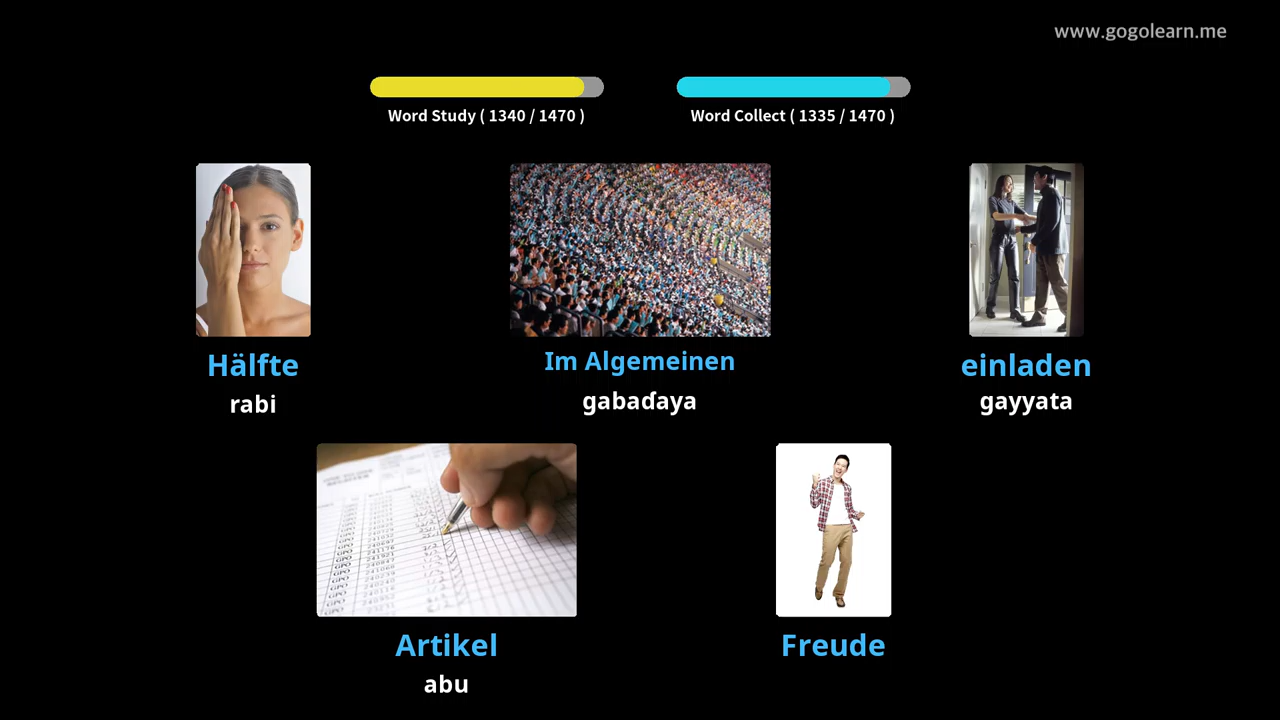 www.gogolearn.me
Word Study ( 1340 / 1470 )
Word Collect ( 1335 / 1470 )
Hälfte
rabi
Im Algemeinen
gabaɗaya
einladen
gayyata
Artikel
abu
Freude